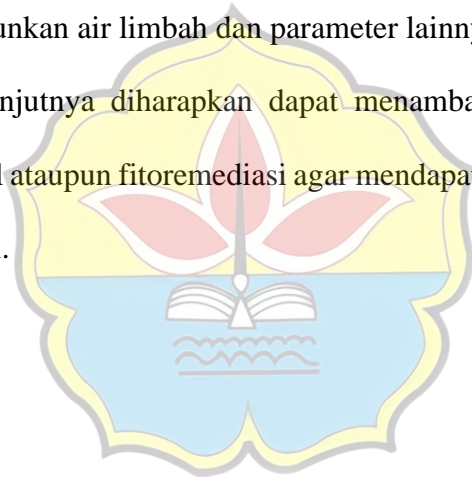 unkan air limbah dan parameter lainny
njutnya diharapkan dapat menamba
l ataupun fitoremediasi agar mendapat
.